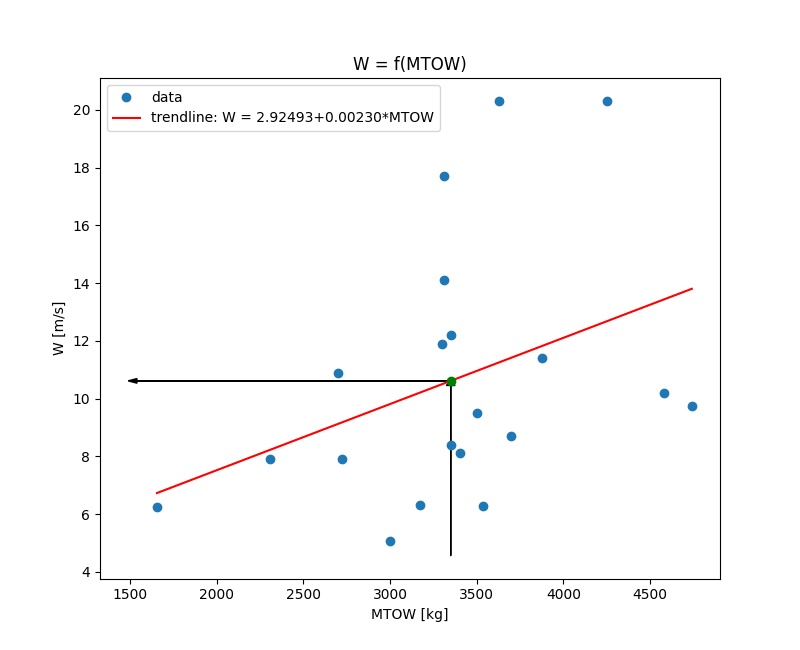 W = f(MTOW)
data
trendline: W = 2.92493+0.00230*MTOW
20
18
16
14
12
10
8
6
4
W [m/s]
1500 2000 2500 3000 3500 4000 4500
MTOW [kg]